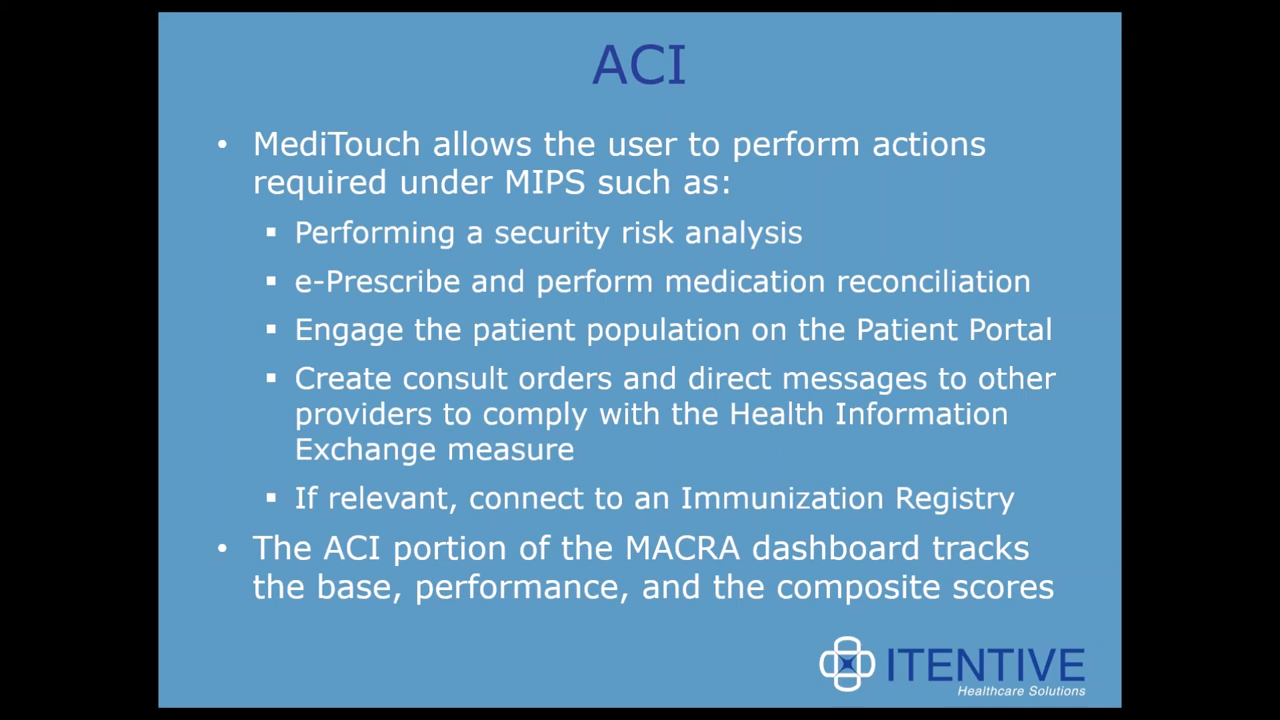 ACI
• MediTouch allows the user to perform actions
required under MIPS such as:
▪ Performing a security risk analysis
▪ e-Prescribe and perform medication reconciliation
▪ Engage the patient population on the Patient Portal
▪ Create consult orders and direct messages to other
providers to comply with the Health Information
Exchange measure
▪ If relevant, connect to an Immunization Registry
• The ACI portion of the MACRA dashboard tracks
the base, performance, and the composite scores
ITENTIVE
Healthcare Solutions